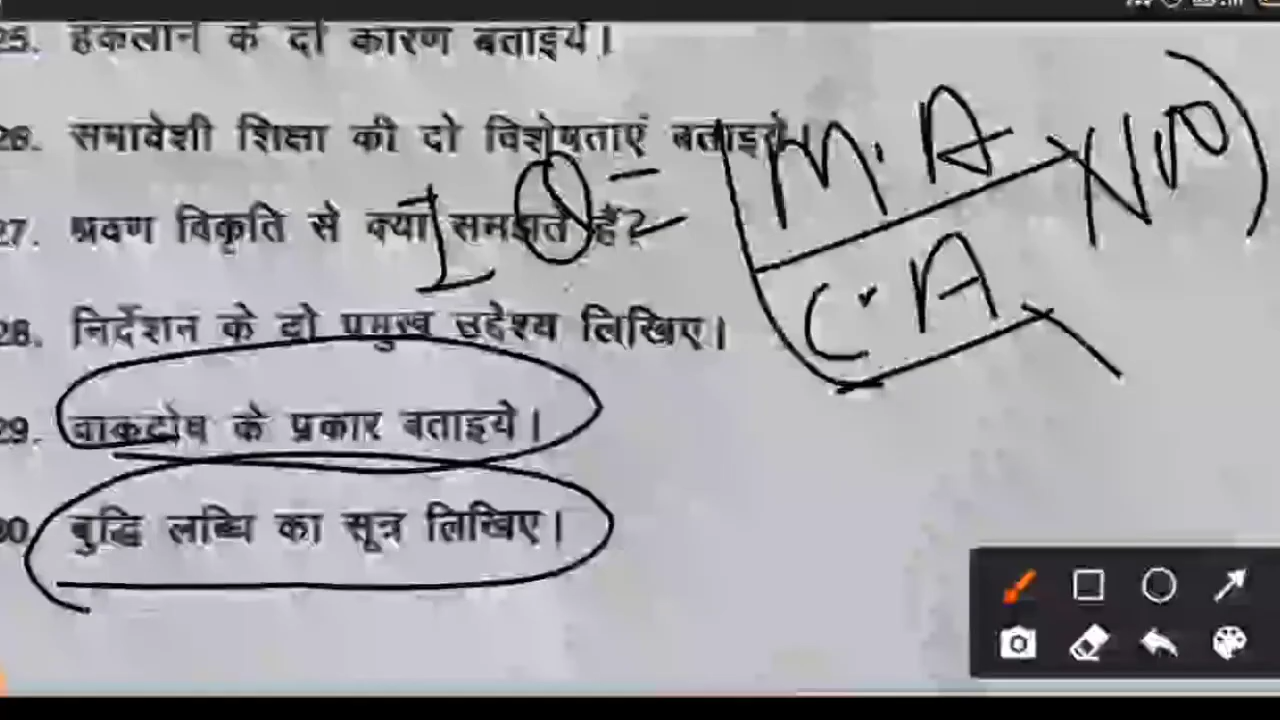 25. हकलाने के दो कारण बताइये।
26. समावेशी शिक्षा की दो विशेषताएं बताइये।
27. श्रवण विकृति से क्या समझते हैं?
28. निर्देशन के दो प्रमुख उद्देश्य लिखिए।
29. वाकदोष के प्रकार बताइये।
30. बुद्धि लब्धि का सूत्र लिखिए।
I Q = M.A
C.A
X 100